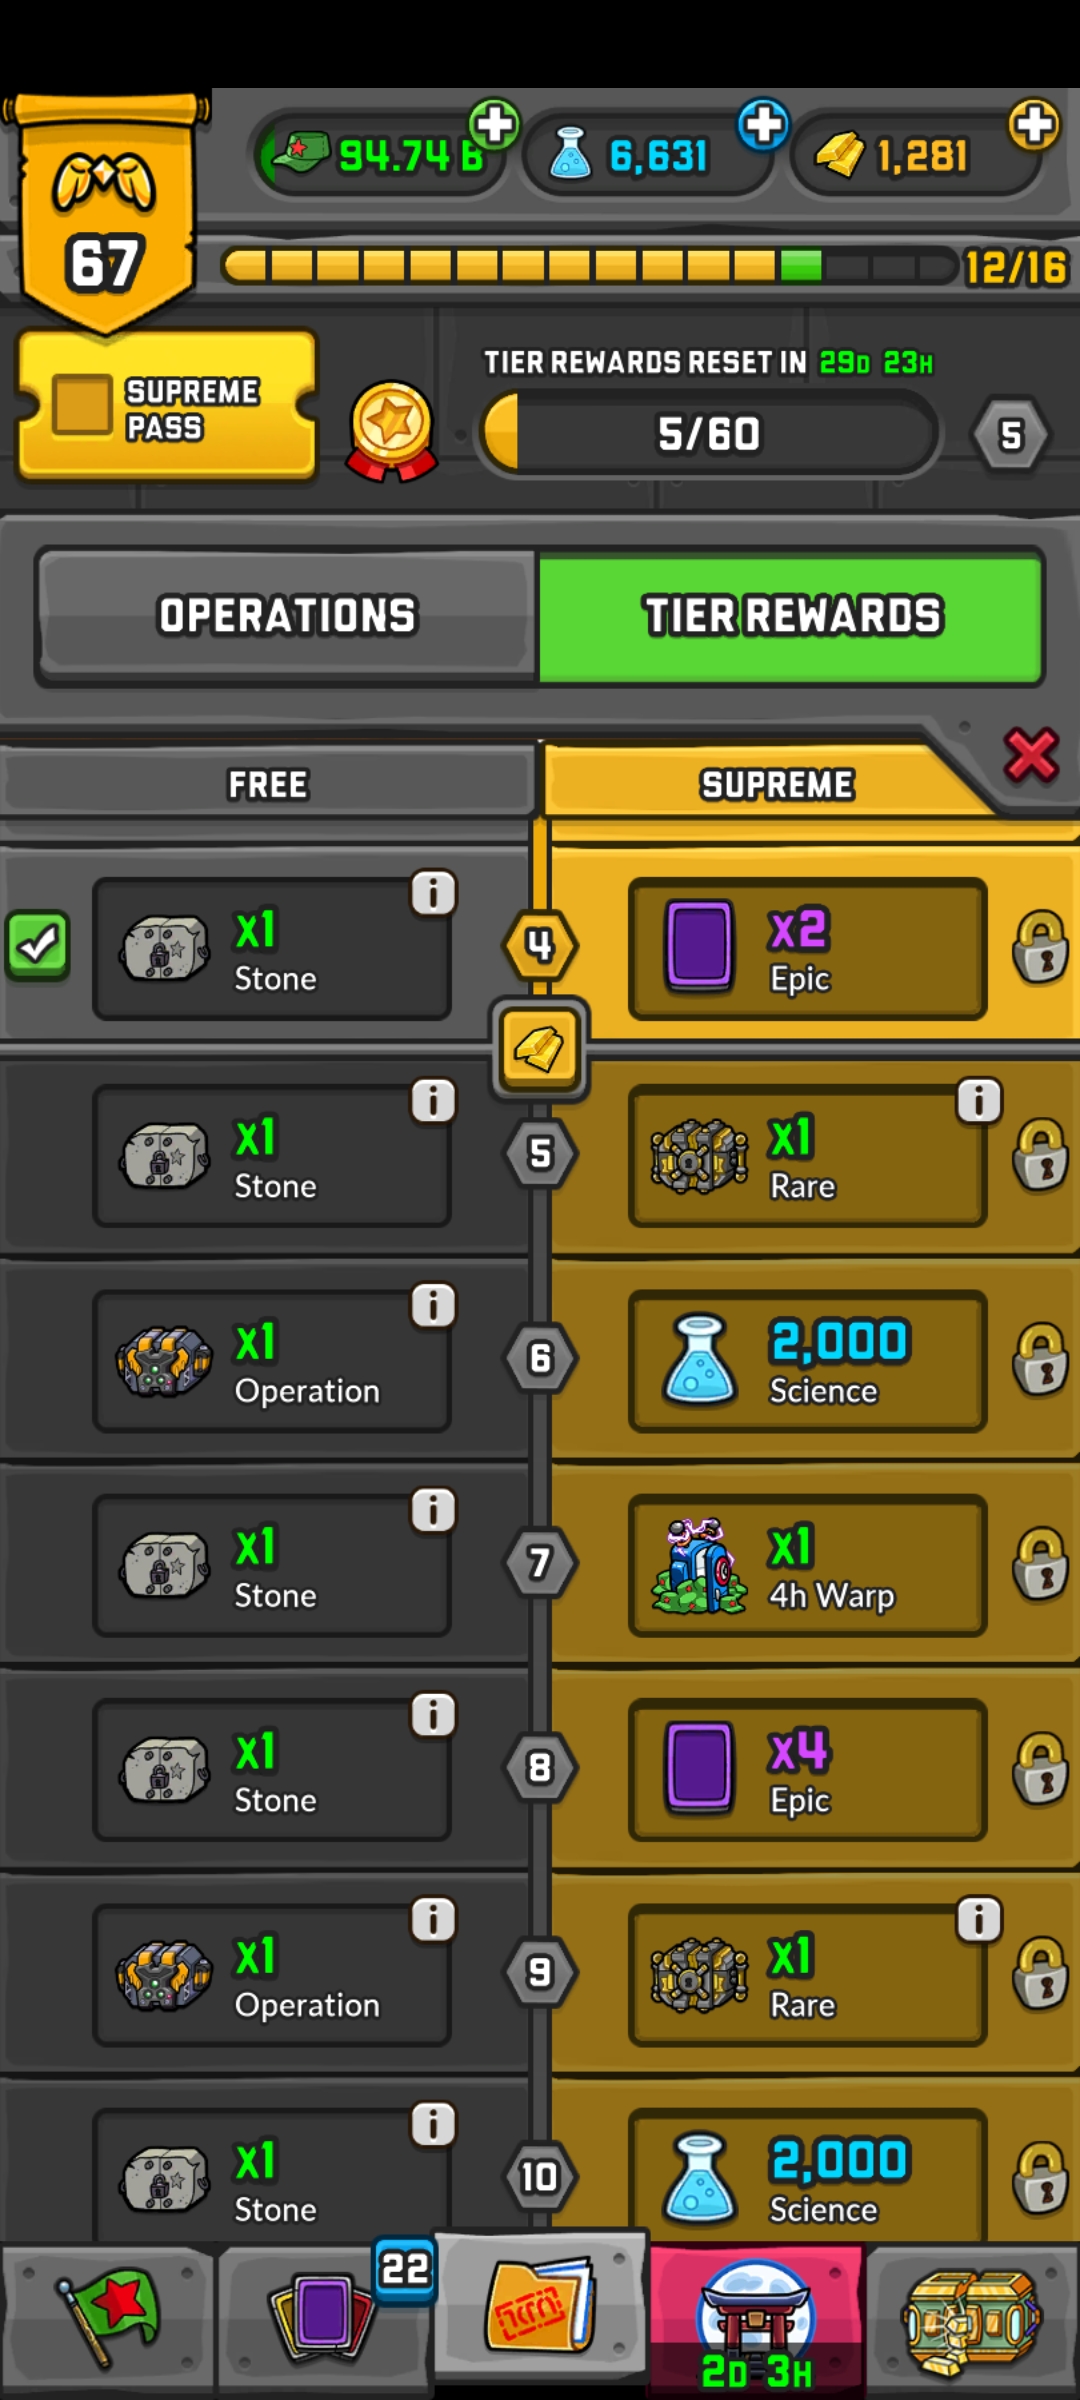 94.74 B
6,631
1,281
67
12/16
SUPREME
PASS
TIER REWARDS RESET IN 29D 23H
5/60
5
OPERATIONS
TIER REWARDS
FREE
SUPREME
x1
Stone
4
x2
Epic
x1
Stone
5
x1
Rare
x1
Operation
6
2,000
Science
x1
Stone
7
x1
4h Warp
x1
Stone
8
x4
Epic
x1
Operation
9
x1
Rare
x1
Stone
10
2,000
Science
22
2D 3H